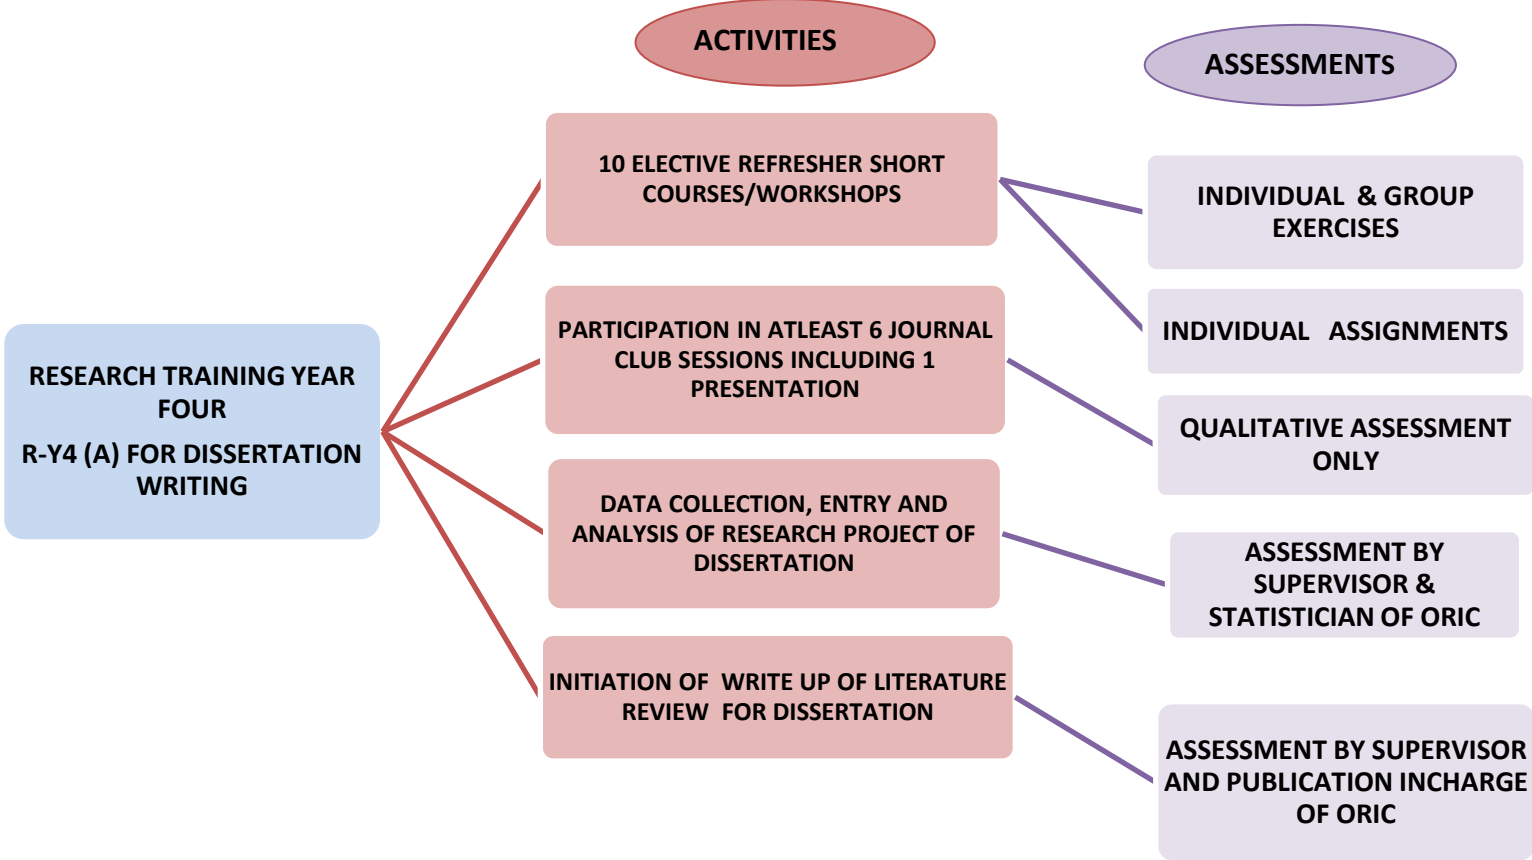 ACTIVITIES
ASSESSMENTS
10 ELECTIVE REFRESHER SHORT
COURSES/WORKSHOPS
INDIVIDUAL & GROUP
EXERCISES
INDIVIDUAL ASSIGNMENTS
PARTICIPATION IN ATLEAST 6 JOURNAL
CLUB SESSIONS INCLUDING 1
PRESENTATION
QUALITATIVE ASSESSMENT
ONLY
RESEARCH TRAINING YEAR
FOUR
R-Y4 (A) FOR DISSERTATION
WRITING
DATA COLLECTION, ENTRY AND
ANALYSIS OF RESEARCH PROJECT OF
DISSERTATION
ASSESSMENT BY
SUPERVISOR &
STATISTICIAN OF ORIC
INITIATION OF WRITE UP OF LITERATURE
REVIEW FOR DISSERTATION
ASSESSMENT BY SUPERVISOR
AND PUBLICATION INCHARGE
OF ORIC